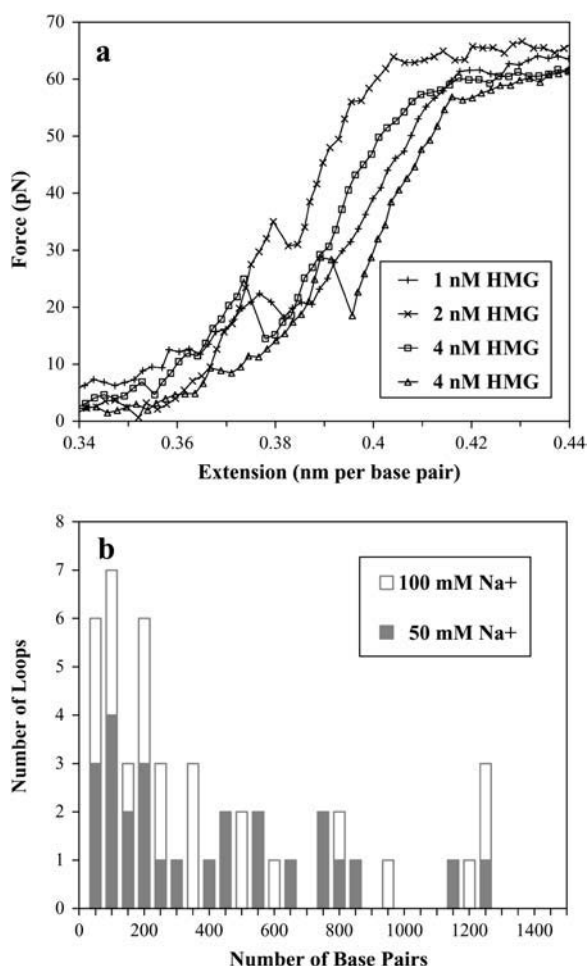 a
70
60
50
40
30
20
10
0
Force (pN)
1 nM HMG
2 nM HMG
4 nM HMG
4 nM HMG
0.34 0.36 0.38 0.4 0.42 0.44
Extension (nm per base pair)
b
8
7
6
5
4
3
2
1
0
Number of Loops
100 mM Na+
50 mM Na+
0 200 400 600 800 1000 1200 1400
Number of Base Pairs